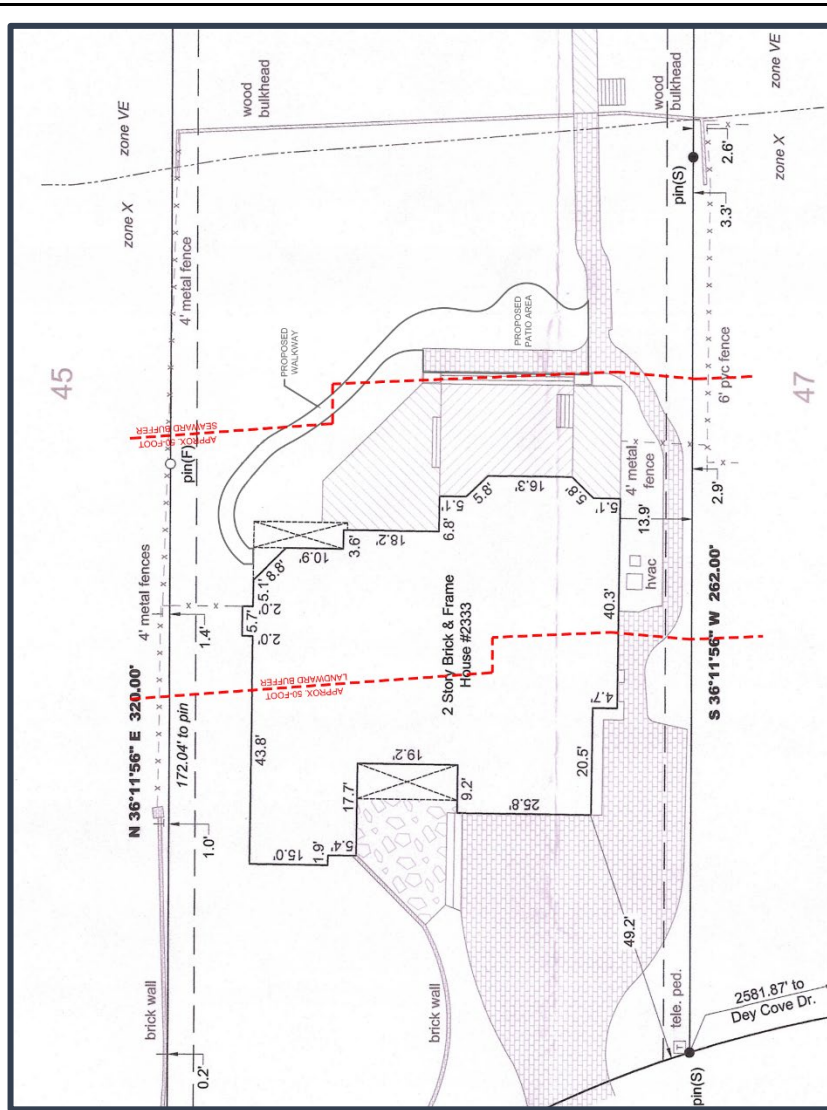 zone VE
zone X
wood
bulkhead
wood
bulkhead
zone VE
zone X
pin(S)
2.6'
3.3'
4' metal fence
45
PROPOSED
WALKWAY
PROPOSED
PATIO AREA
6' pvc fence
47
APPROX. 50-FOOT
SEAWARD BUFFER
pin(F)
4' metal
fence
2.9'
13.9'
hvac
4' metal fences
1.4'
5.7'
2.0'
2.0'
5.1'
8.8'
10.9'
3.6'
18.2'
6.8'
5.1'
5.8'
16.3'
5.8'
5.1'
40.3'
4.7'
20.5'
2 Story Brick & Frame
House #2333
APPROX. 50-FOOT
LANDWARD BUFFER
N 36°11'56" E 320.00'
172.04' to pin
S 36°11'56" W 262.00'
43.8'
19.2'
17.7'
9.2'
25.8'
5.4'
1.9'
15.0'
1.0'
49.2'
brick wall
brick wall
0.2'
tele. ped.
T
2581.87' to
Dey Cove Dr.
pin(S)